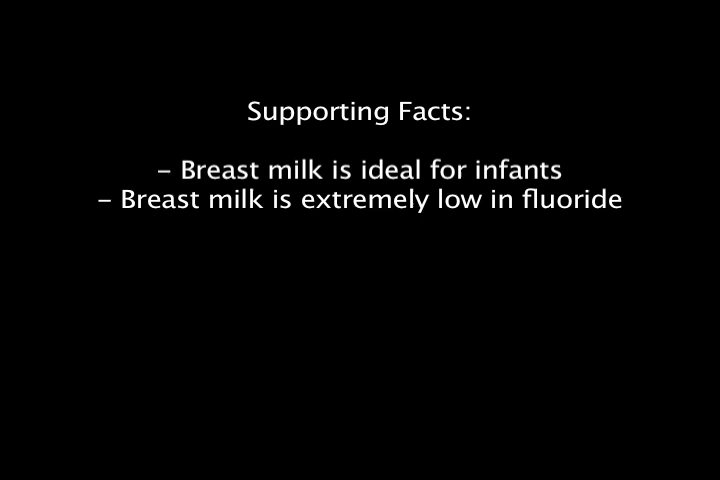 Supporting Facts:
- Breast milk is ideal for infants
- Breast milk is extremely low in fluoride